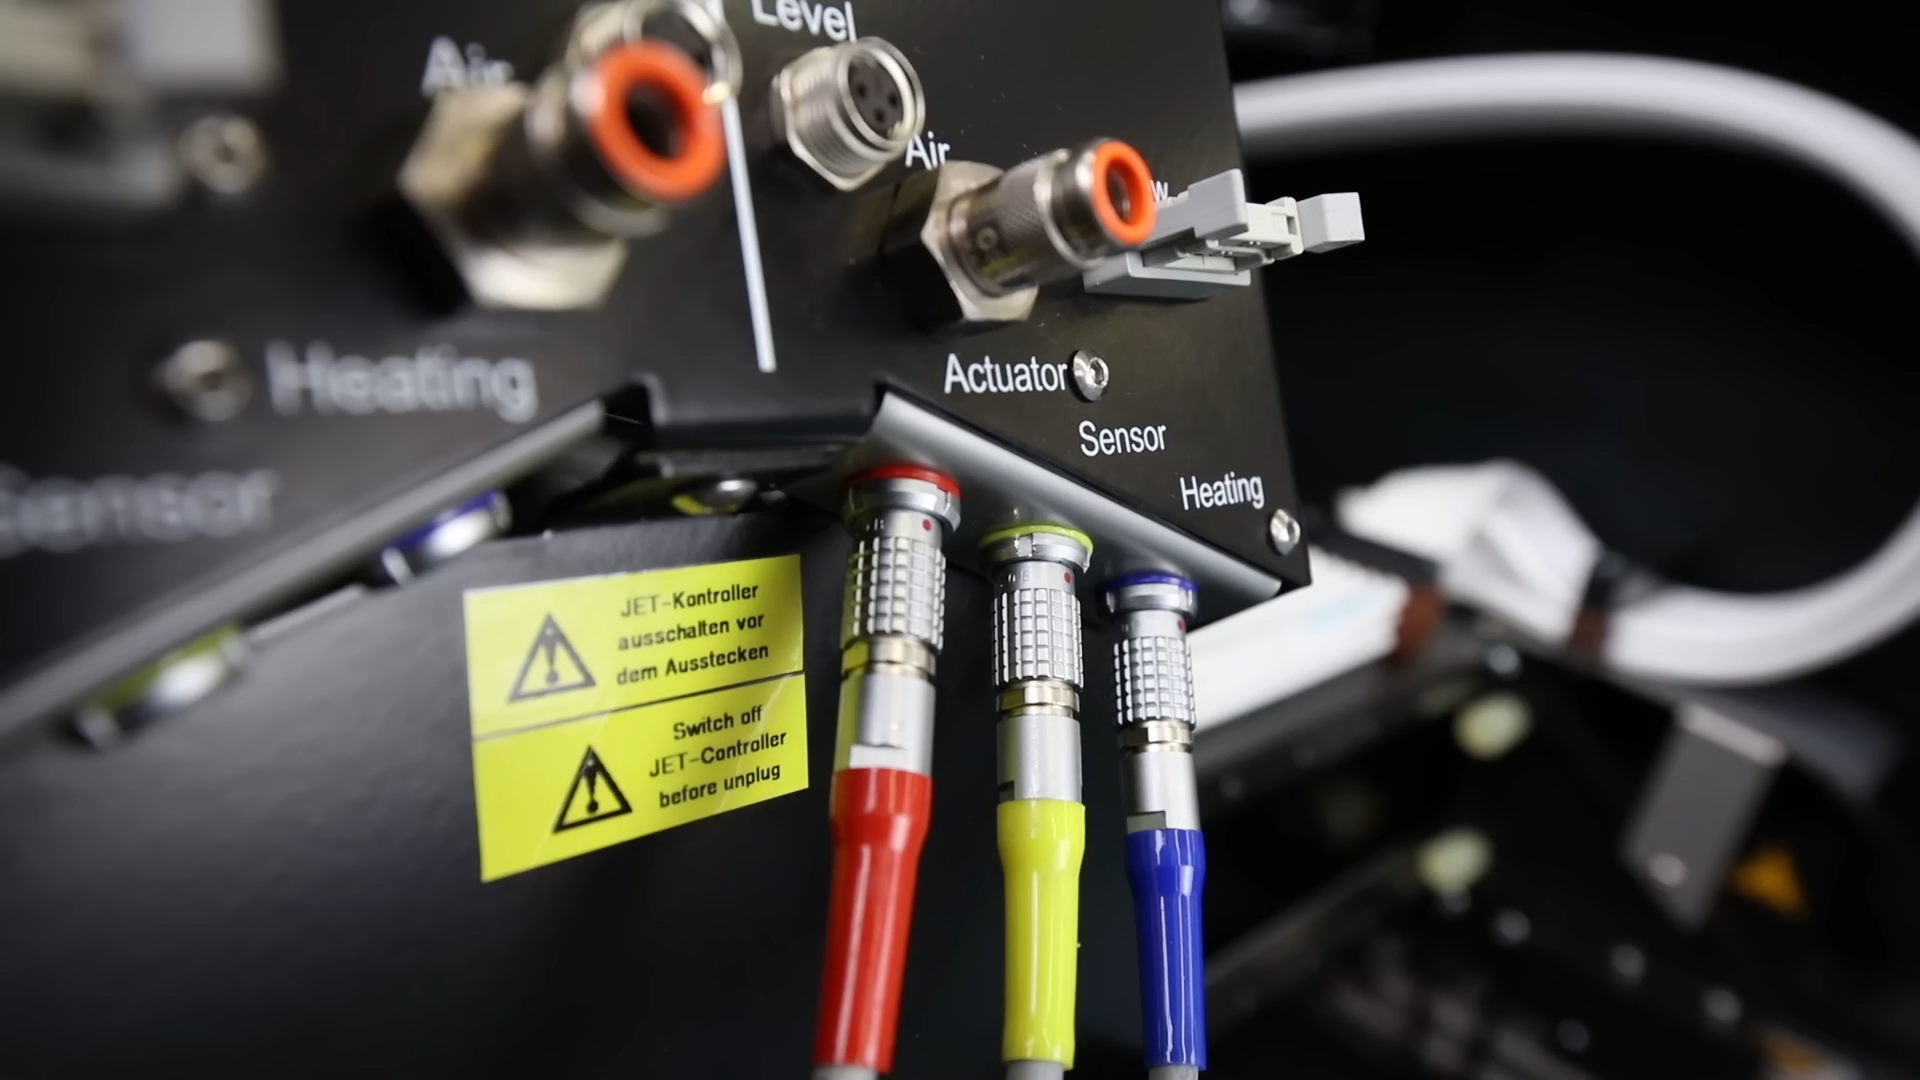 Level
Air
Air
Heating
Sensor
Actuator
Sensor
Heating
JET-Kontroller
ausschalten vor
dem Ausstecken
Switch off
JET-Controller
before unplug